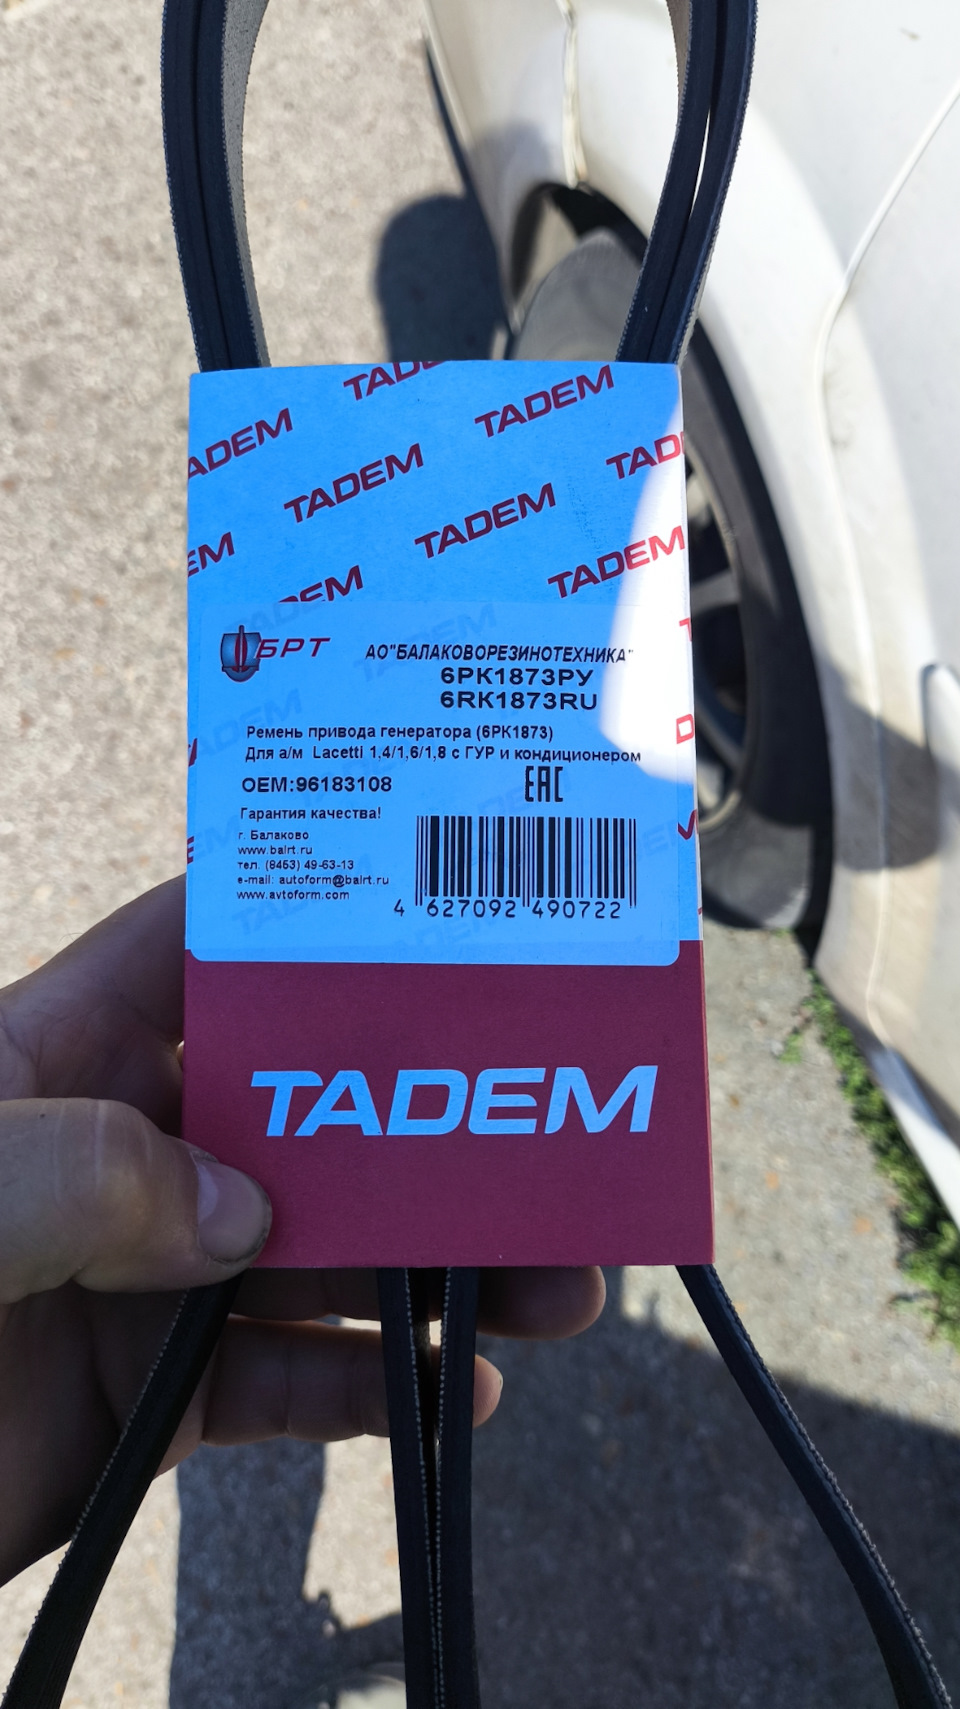 TADEM
TADEM
TADEM
TADEM
TADEM
БРТ
АО"БАЛАКОВОРЕЗИНОТЕХНИКА"
6РК1873РУ
6RK1873RU
Ремень привода генератора (6РК1873)
Для а/м Lacetti 1,4/1,6/1,8 с ГУР и кондиционером
ОЕМ:96183108
EAC
Гарантия качества!
г. Балаково
www.balrt.ru
тел. (8453) 49-63-13
e-mail: autoform@balrt.ru
www.avtoform.com
4 627092 490722
TADEM